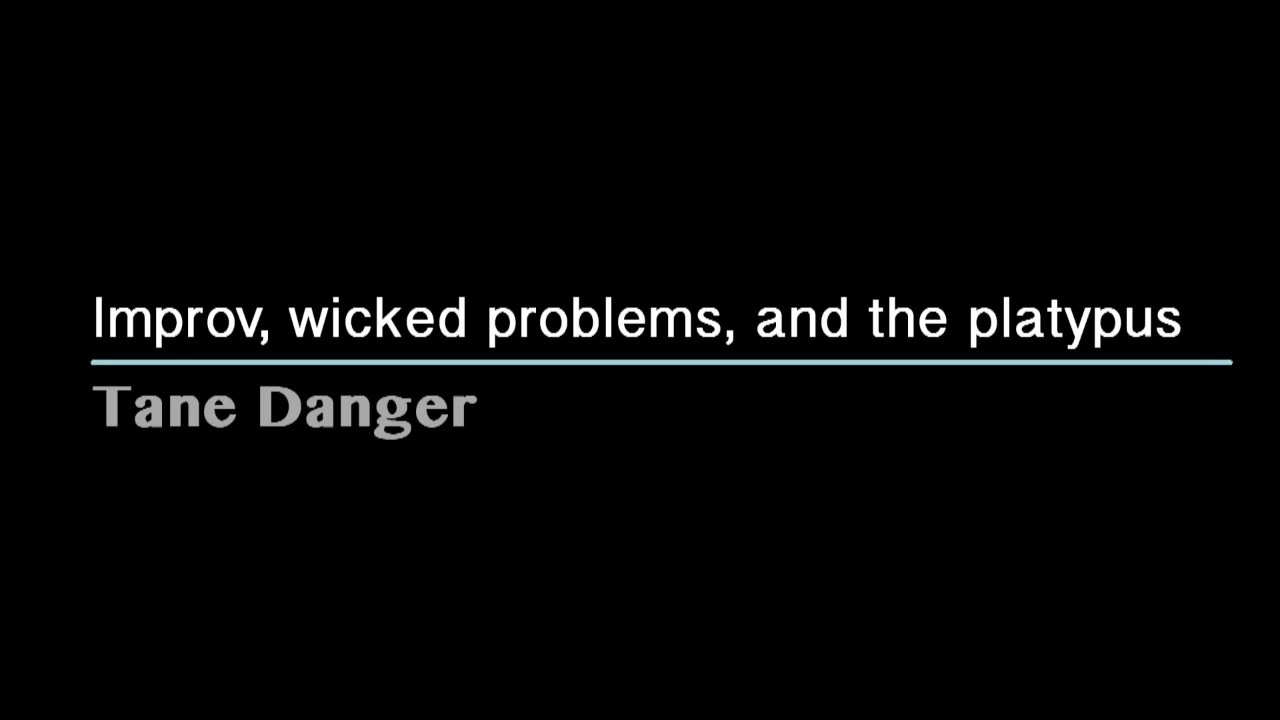 Improv, wicked problems, and the platypus
Tane Danger